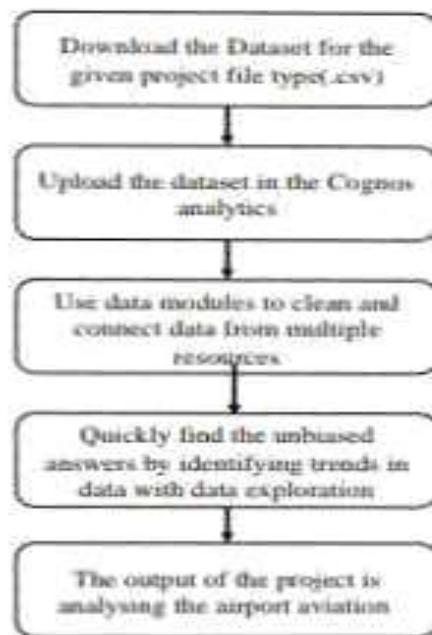 Download the Dataset for the
given project file type(.csv)
Upload the dataset in the Cognos
analytics
Use data modules to clean and
connect data from multiple
resources
Quickly find the unbiased
answers by identifying trends in
data with data exploration
The output of the project is
analysing the airport aviation